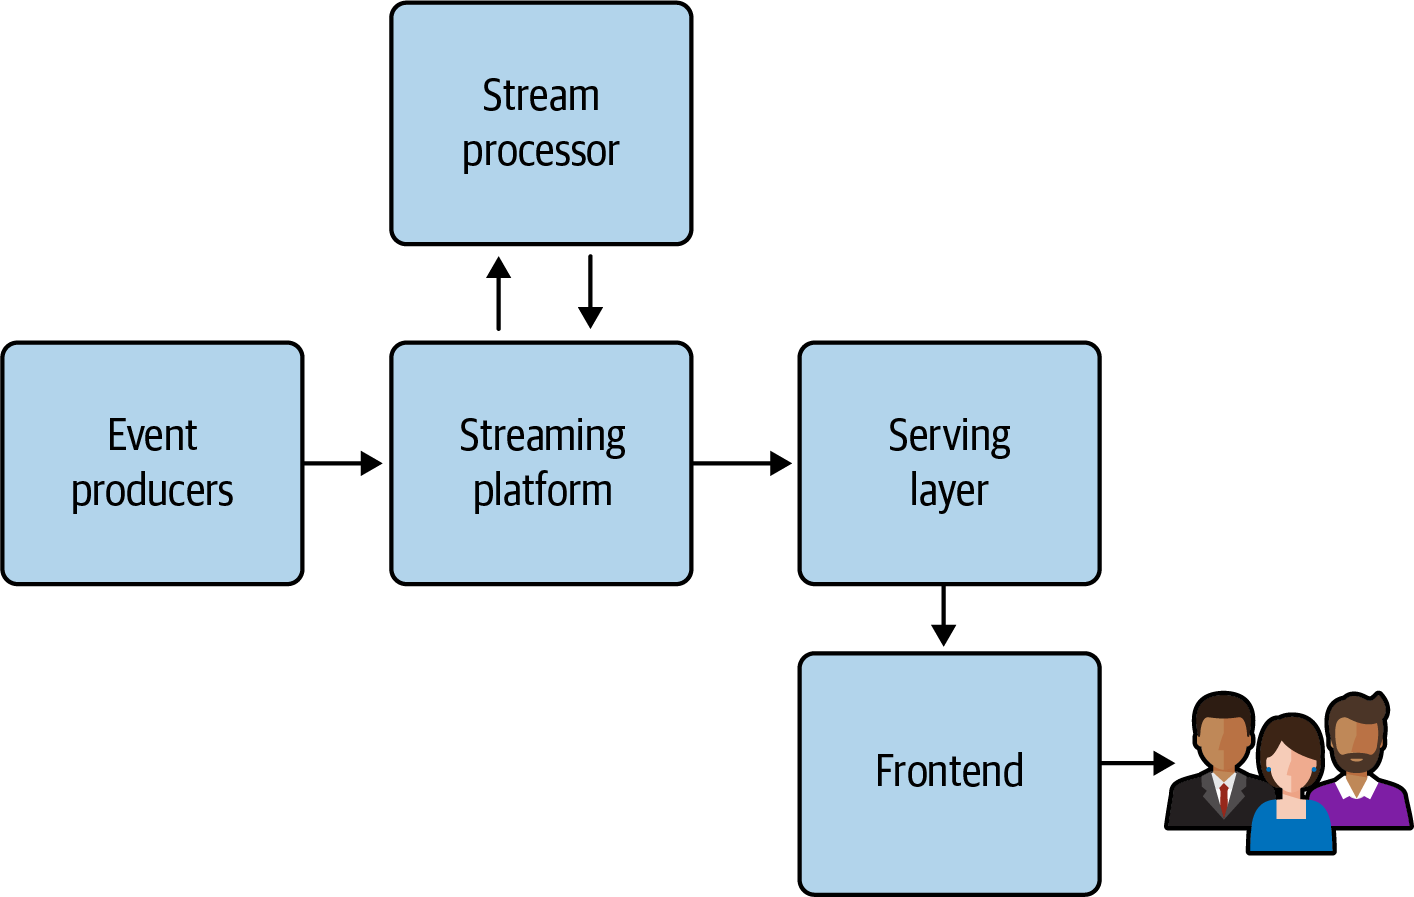 Stream
processor
Event
producers
Streaming
platform
Serving
layer
Frontend